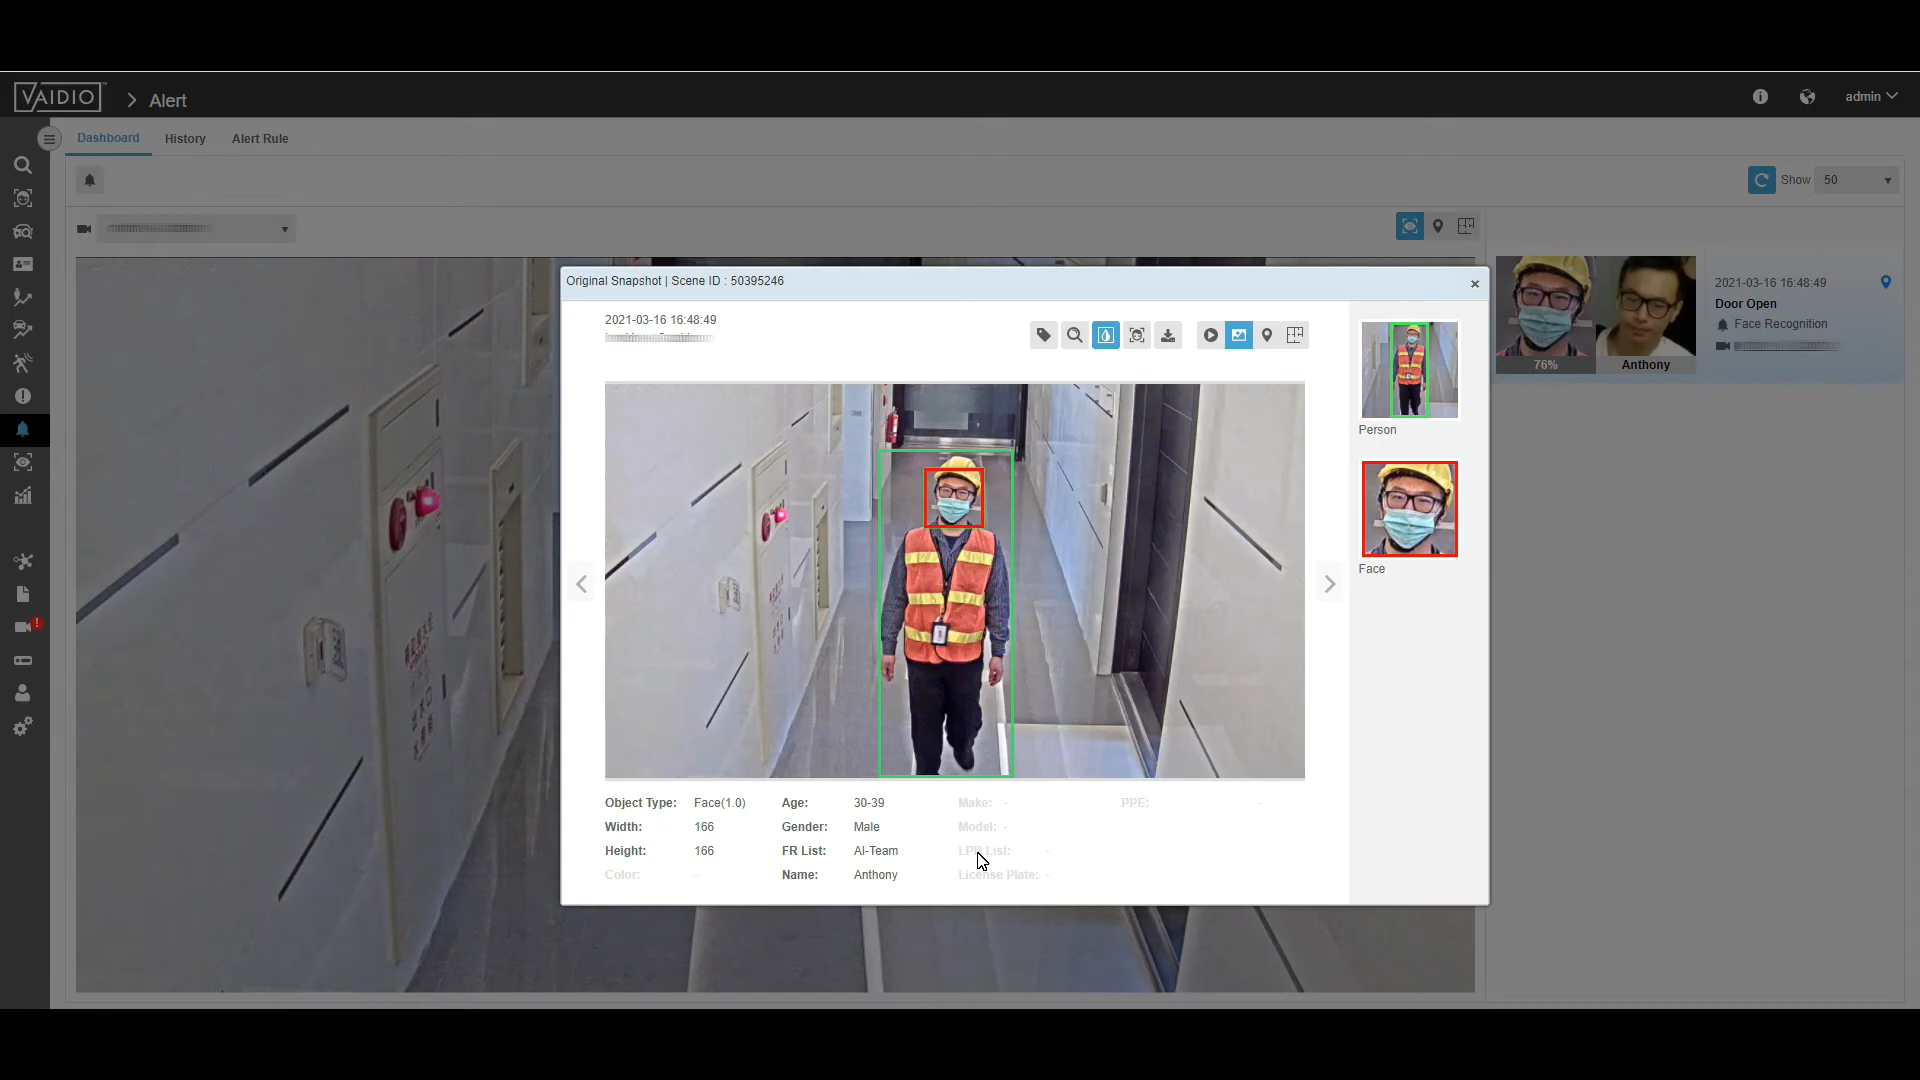 VAIDIO™ > Alert
admin
Dashboard History Alert Rule
Show 50
Original Snapshot | Scene ID : 50395246
×
2021-03-16 16:48:49
Person
Face
Object Type: Face(1.0) Age: 30-39 Make: - PPE: -
Width: 166 Gender: Male Model: -
Height: 166 FR List: AI-Team LPR List: -
Color: - Name: Anthony License Plate: -
2021-03-16 16:48:49
Door Open
Face Recognition
76% Anthony